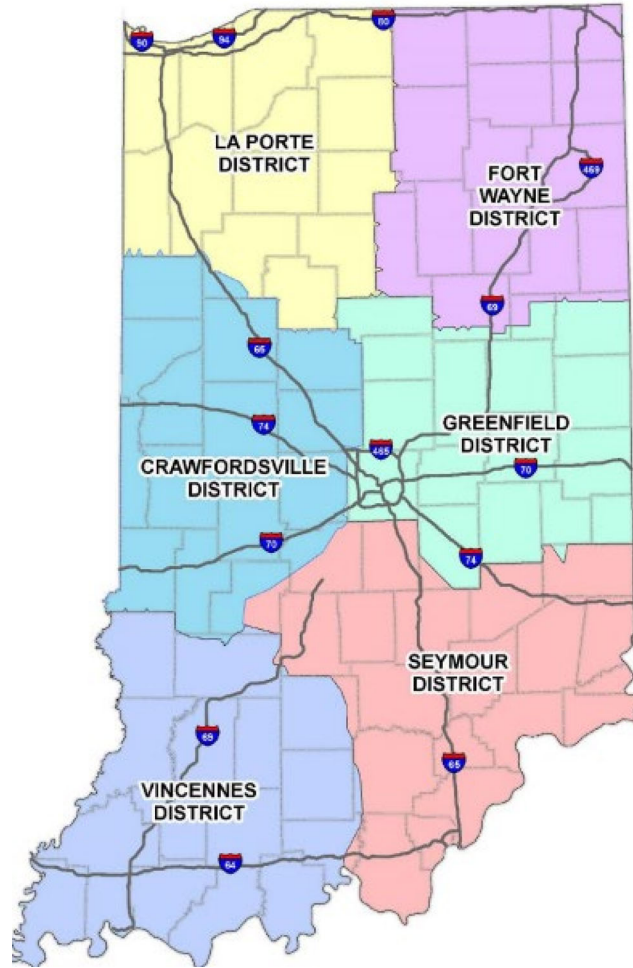 90
94
80
LA PORTE
DISTRICT
FORT
WAYNE
DISTRICT
469
69
65
74
465
GREENFIELD
DISTRICT
CRAWFORDSVILLE
DISTRICT
70
70
74
SEYMOUR
DISTRICT
69
65
VINCENNES
DISTRICT
64